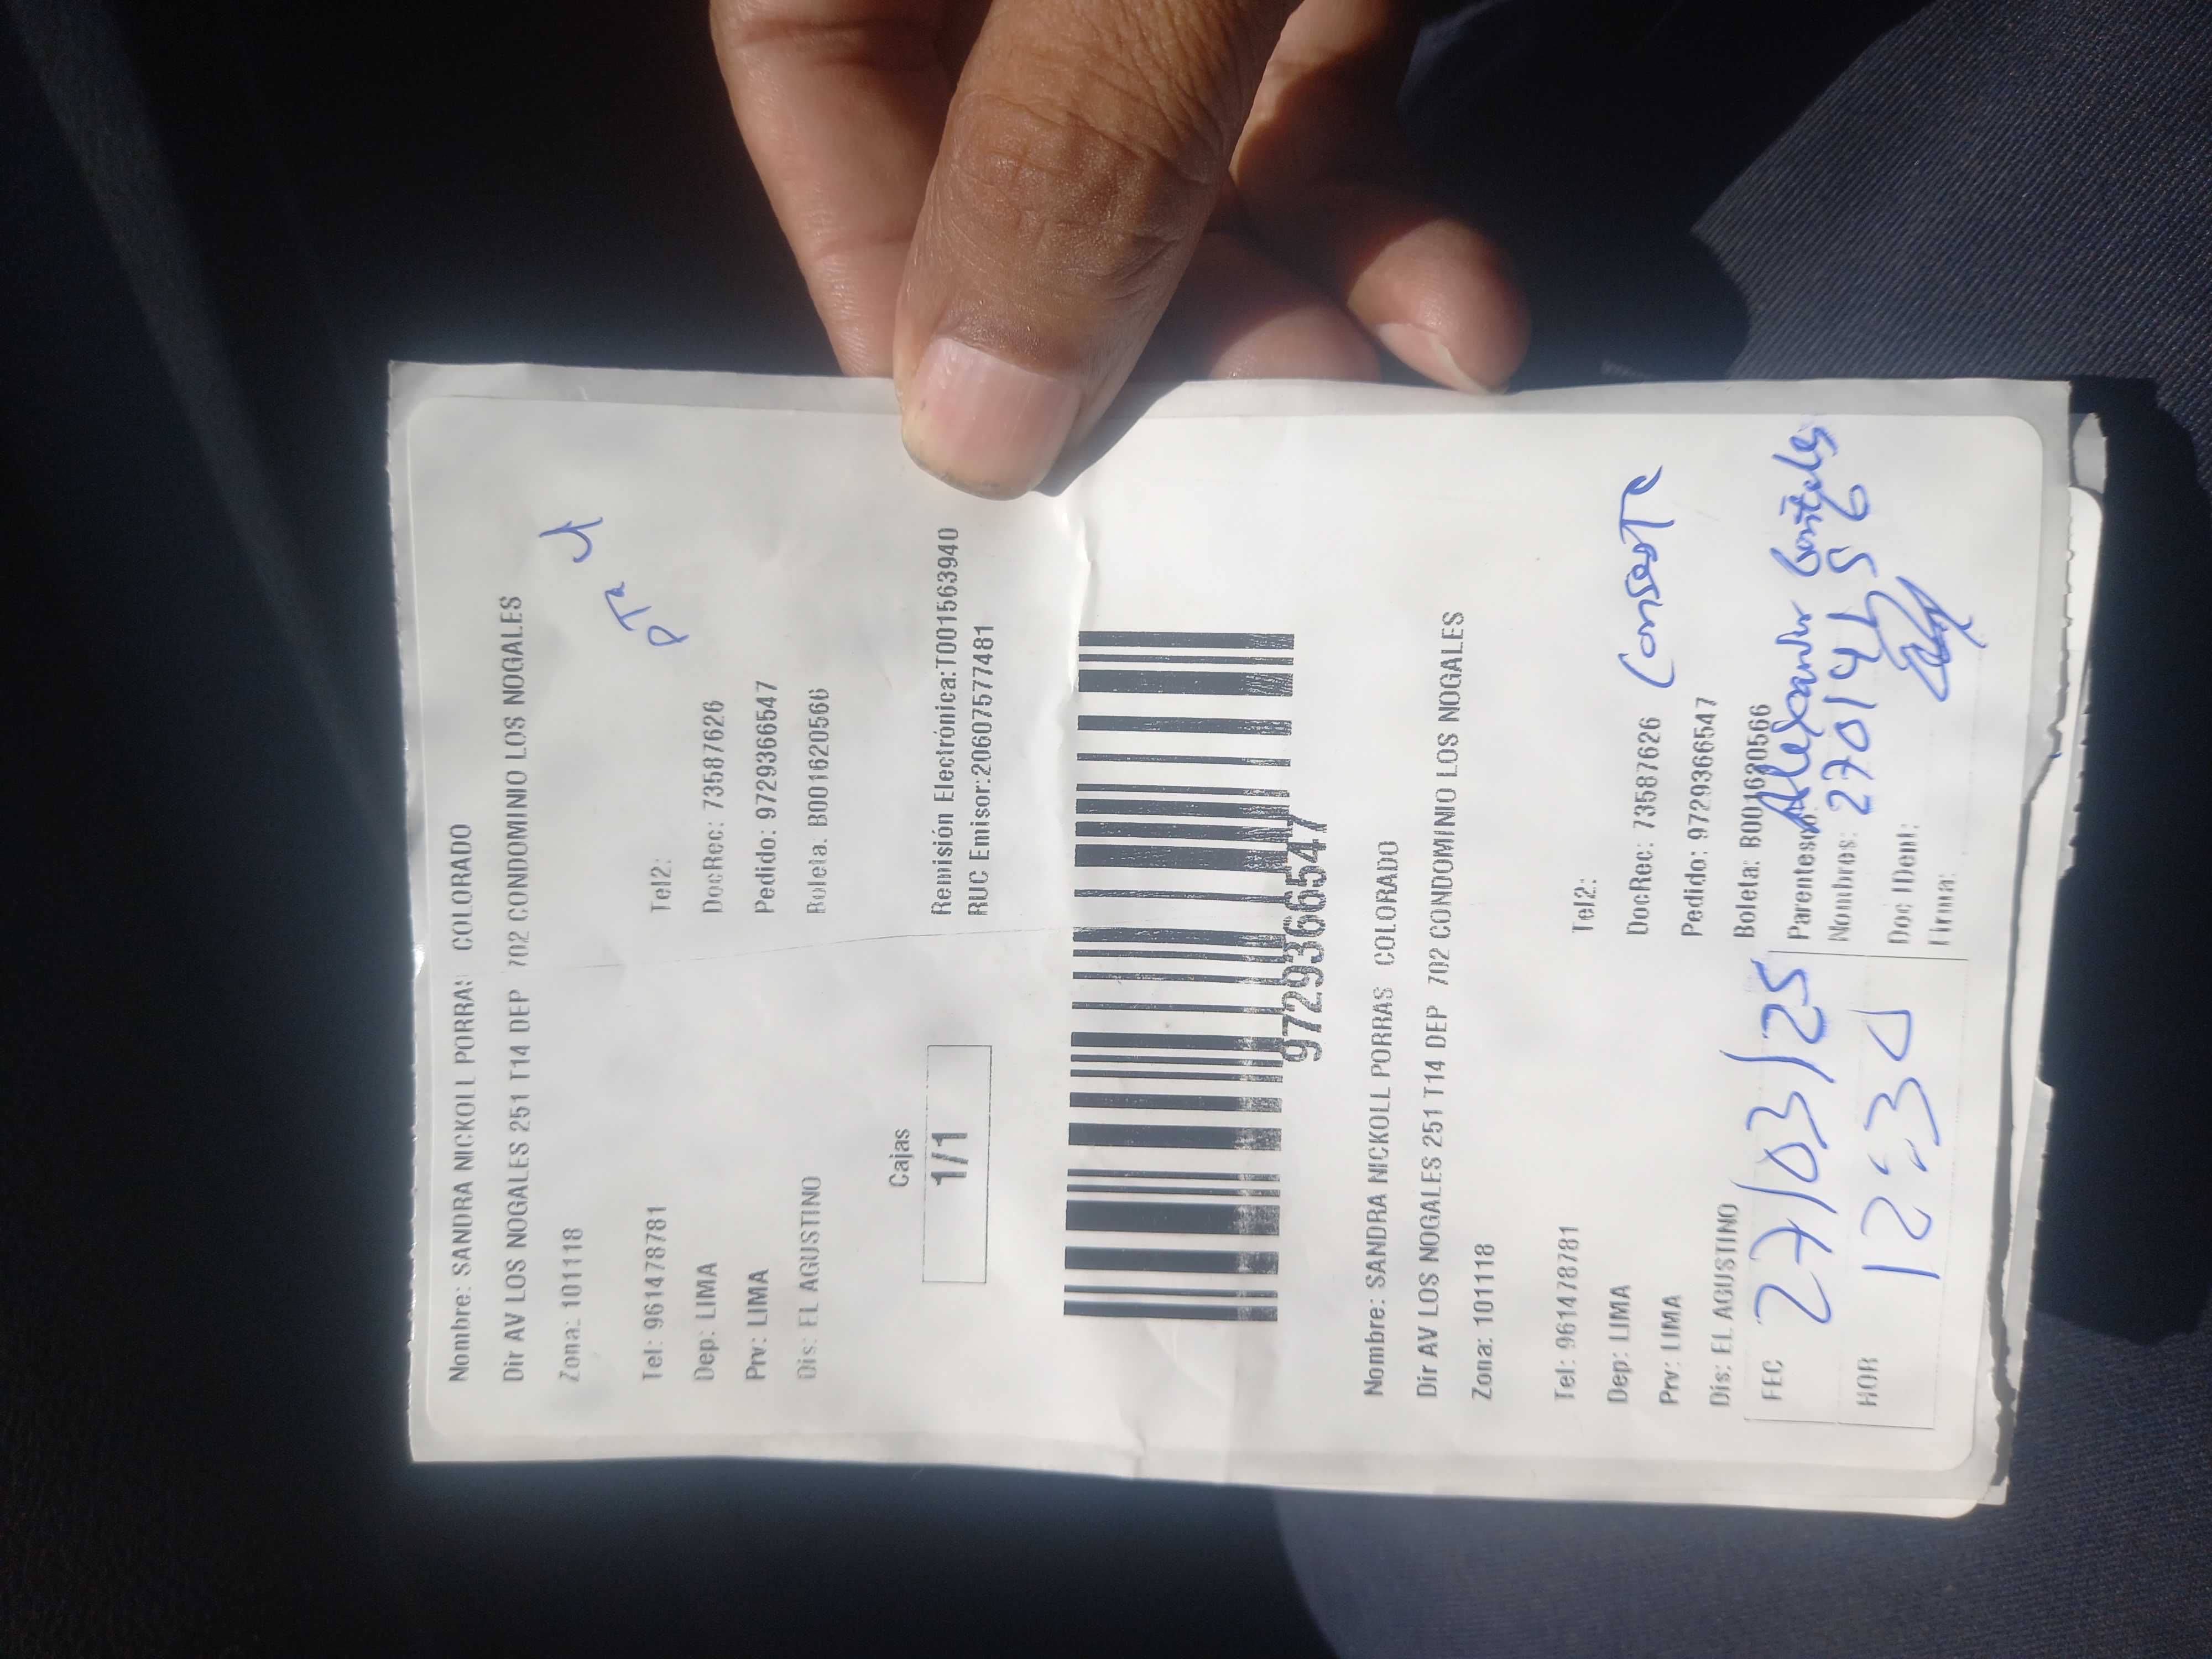 Nombre: SANDRA NICKOLL PORRAS COLORADO
Dir AV LOS NOGALES 251 T14 DEP 702 CONDOMINIO LOS NOGALES
Zona: 101118
Tel: 961478781 Tel2:
Dep: LIMA DocRec: 73587626
Prv: LIMA Pedido: 9729366547
Dis: EL AGUSTINO Boleta: B001620566
Cajas
1/1
Remisión Electrónica:T001563940
RUC Emisor:20607577481
9729366547
Nombre: SANDRA NICKOLL PORRAS COLORADO
Dir AV LOS NOGALES 251 T14 DEP 702 CONDOMINIO LOS NOGALES
Zona: 101118
Tel: 961478781 Tel2:
Dep: LIMA DocRec: 73587626
Prv: LIMA Pedido: 9729366547
Dis: EL AGUSTINO Boleta: B001620566
FEC 27/03/25 Parentesco: Alexander
Nombres:
HOR 12:30 Doc IDent:
Firma: